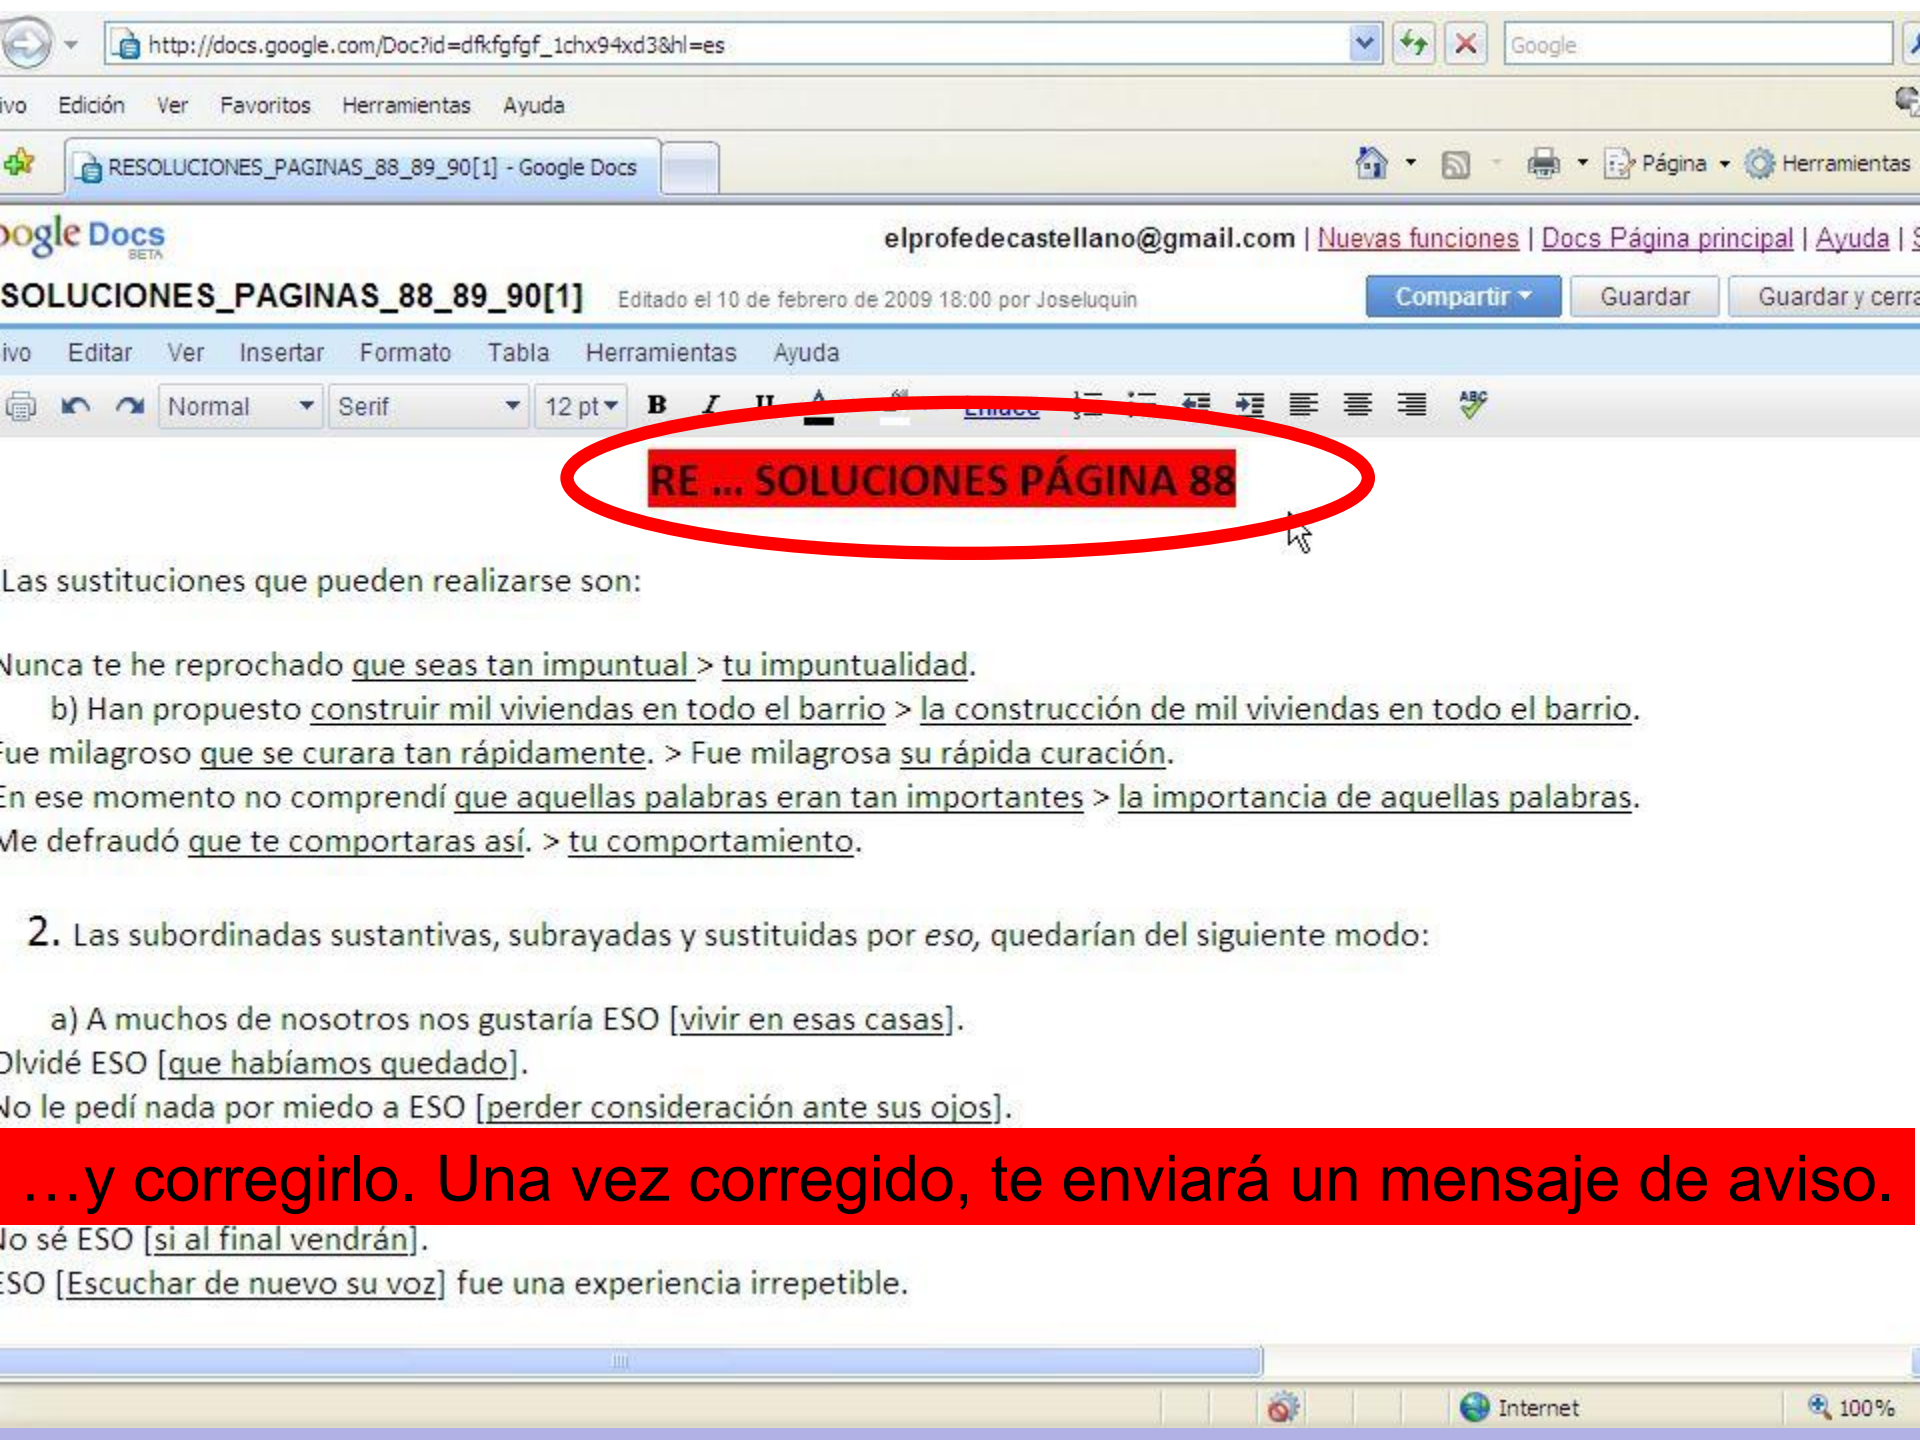 http://docs.google.com/Doc?id=dfkfgfgf_1chx94xd3&hl=es
Google
ivo Edición Ver Favoritos Herramientas Ayuda
RESOLUCIONES_PAGINAS_88_89_90[1] - Google Docs
Página Herramientas
oogle Docs
BETA
elprofedecastellano@gmail.com | Nuevas funciones | Docs Página principal | Ayuda | S
SOLUCIONES_PAGINAS_88_89_90[1] Editado el 10 de febrero de 2009 18:00 por Joseluquin Compartir Guardar Guardar y cerra
ivo Editar Ver Insertar Formato Tabla Herramientas Ayuda
Normal Serif 12 pt B I U A Enlace ABC
RE ... SOLUCIONES PÁGINA 88
Las sustituciones que pueden realizarse son:
Nunca te he reprochado que seas tan impuntual > tu impuntualidad.
b) Han propuesto construir mil viviendas en todo el barrio > la construcción de mil viviendas en todo el barrio.
Fue milagroso que se curara tan rápidamente. > Fue milagrosa su rápida curación.
En ese momento no comprendí que aquellas palabras eran tan importantes > la importancia de aquellas palabras.
Me defraudó que te comportaras así. > tu comportamiento.
2. Las subordinadas sustantivas, subrayadas y sustituidas por eso, quedarían del siguiente modo:
a) A muchos de nosotros nos gustaría ESO [vivir en esas casas].
Olvidé ESO [que habíamos quedado].
No le pedí nada por miedo a ESO [perder consideración ante sus ojos].
...y corregirlo. Una vez corregido, te enviará un mensaje de aviso.
No sé ESO [si al final vendrán].
ESO [Escuchar de nuevo su voz] fue una experiencia irrepetible.
Internet 100%